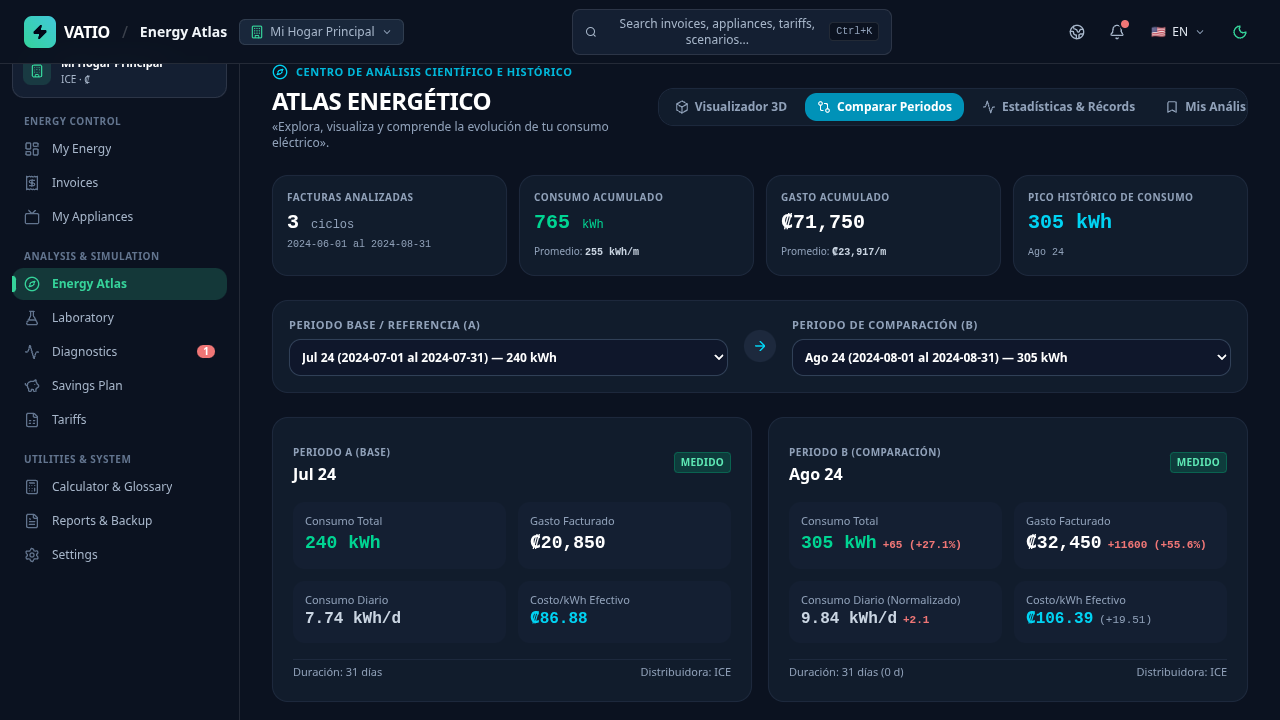 VATIO / Energy Atlas
Mi Hogar Principal
Search invoices, appliances, tariffs, scenarios...
Ctrl+K
EN
Mi Hogar Principal
ICE · ₡
ENERGY CONTROL
My Energy
Invoices
My Appliances
ANALYSIS & SIMULATION
Energy Atlas
Laboratory
Diagnostics 1
Savings Plan
Tariffs
UTILITIES & SYSTEM
Calculator & Glossary
Reports & Backup
Settings
CENTRO DE ANÁLISIS CIENTÍFICO E HISTÓRICO
ATLAS ENERGÉTICO
«Explora, visualiza y comprende la evolución de tu consumo
eléctrico».
Visualizador 3D
Comparar Periodos
Estadísticas & Récords
Mis Anális
FACTURAS ANALIZADAS
3 ciclos
2024-06-01 al 2024-08-31
CONSUMO ACUMULADO
765 kWh
Promedio: 255 kWh/m
GASTO ACUMULADO
₡71,750
Promedio: ₡23,917/m
PICO HISTÓRICO DE CONSUMO
305 kWh
Ago 24
PERIODO BASE / REFERENCIA (A)
Jul 24 (2024-07-01 al 2024-07-31) — 240 kWh
PERIODO DE COMPARACIÓN (B)
Ago 24 (2024-08-01 al 2024-08-31) — 305 kWh
PERIODO A (BASE)
Jul 24
MEDIDO
Consumo Total
240 kWh
Gasto Facturado
₡20,850
Consumo Diario
7.74 kWh/d
Costo/kWh Efectivo
₡86.88
Duración: 31 días
Distribuidora: ICE
PERIODO B (COMPARACIÓN)
Ago 24
MEDIDO
Consumo Total
305 kWh +65 (+27.1%)
Gasto Facturado
₡32,450 +11600 (+55.6%)
Consumo Diario (Normalizado)
9.84 kWh/d +2.1
Costo/kWh Efectivo
₡106.39 (+19.51)
Duración: 31 días (0 d)
Distribuidora: ICE